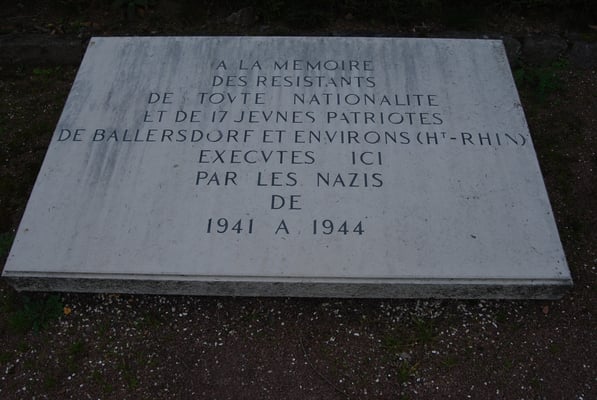 A LA MEMOIRE
DES RESISTANTS
DE TOVTE NATIONALITE
ET DE 17 JEVNES PATRIOTES
DE BALLERSDORF ET ENVIRONS (Hᵀ-RHIN)
EXECVTES ICI
PAR LES NAZIS
DE
1941 A 1944